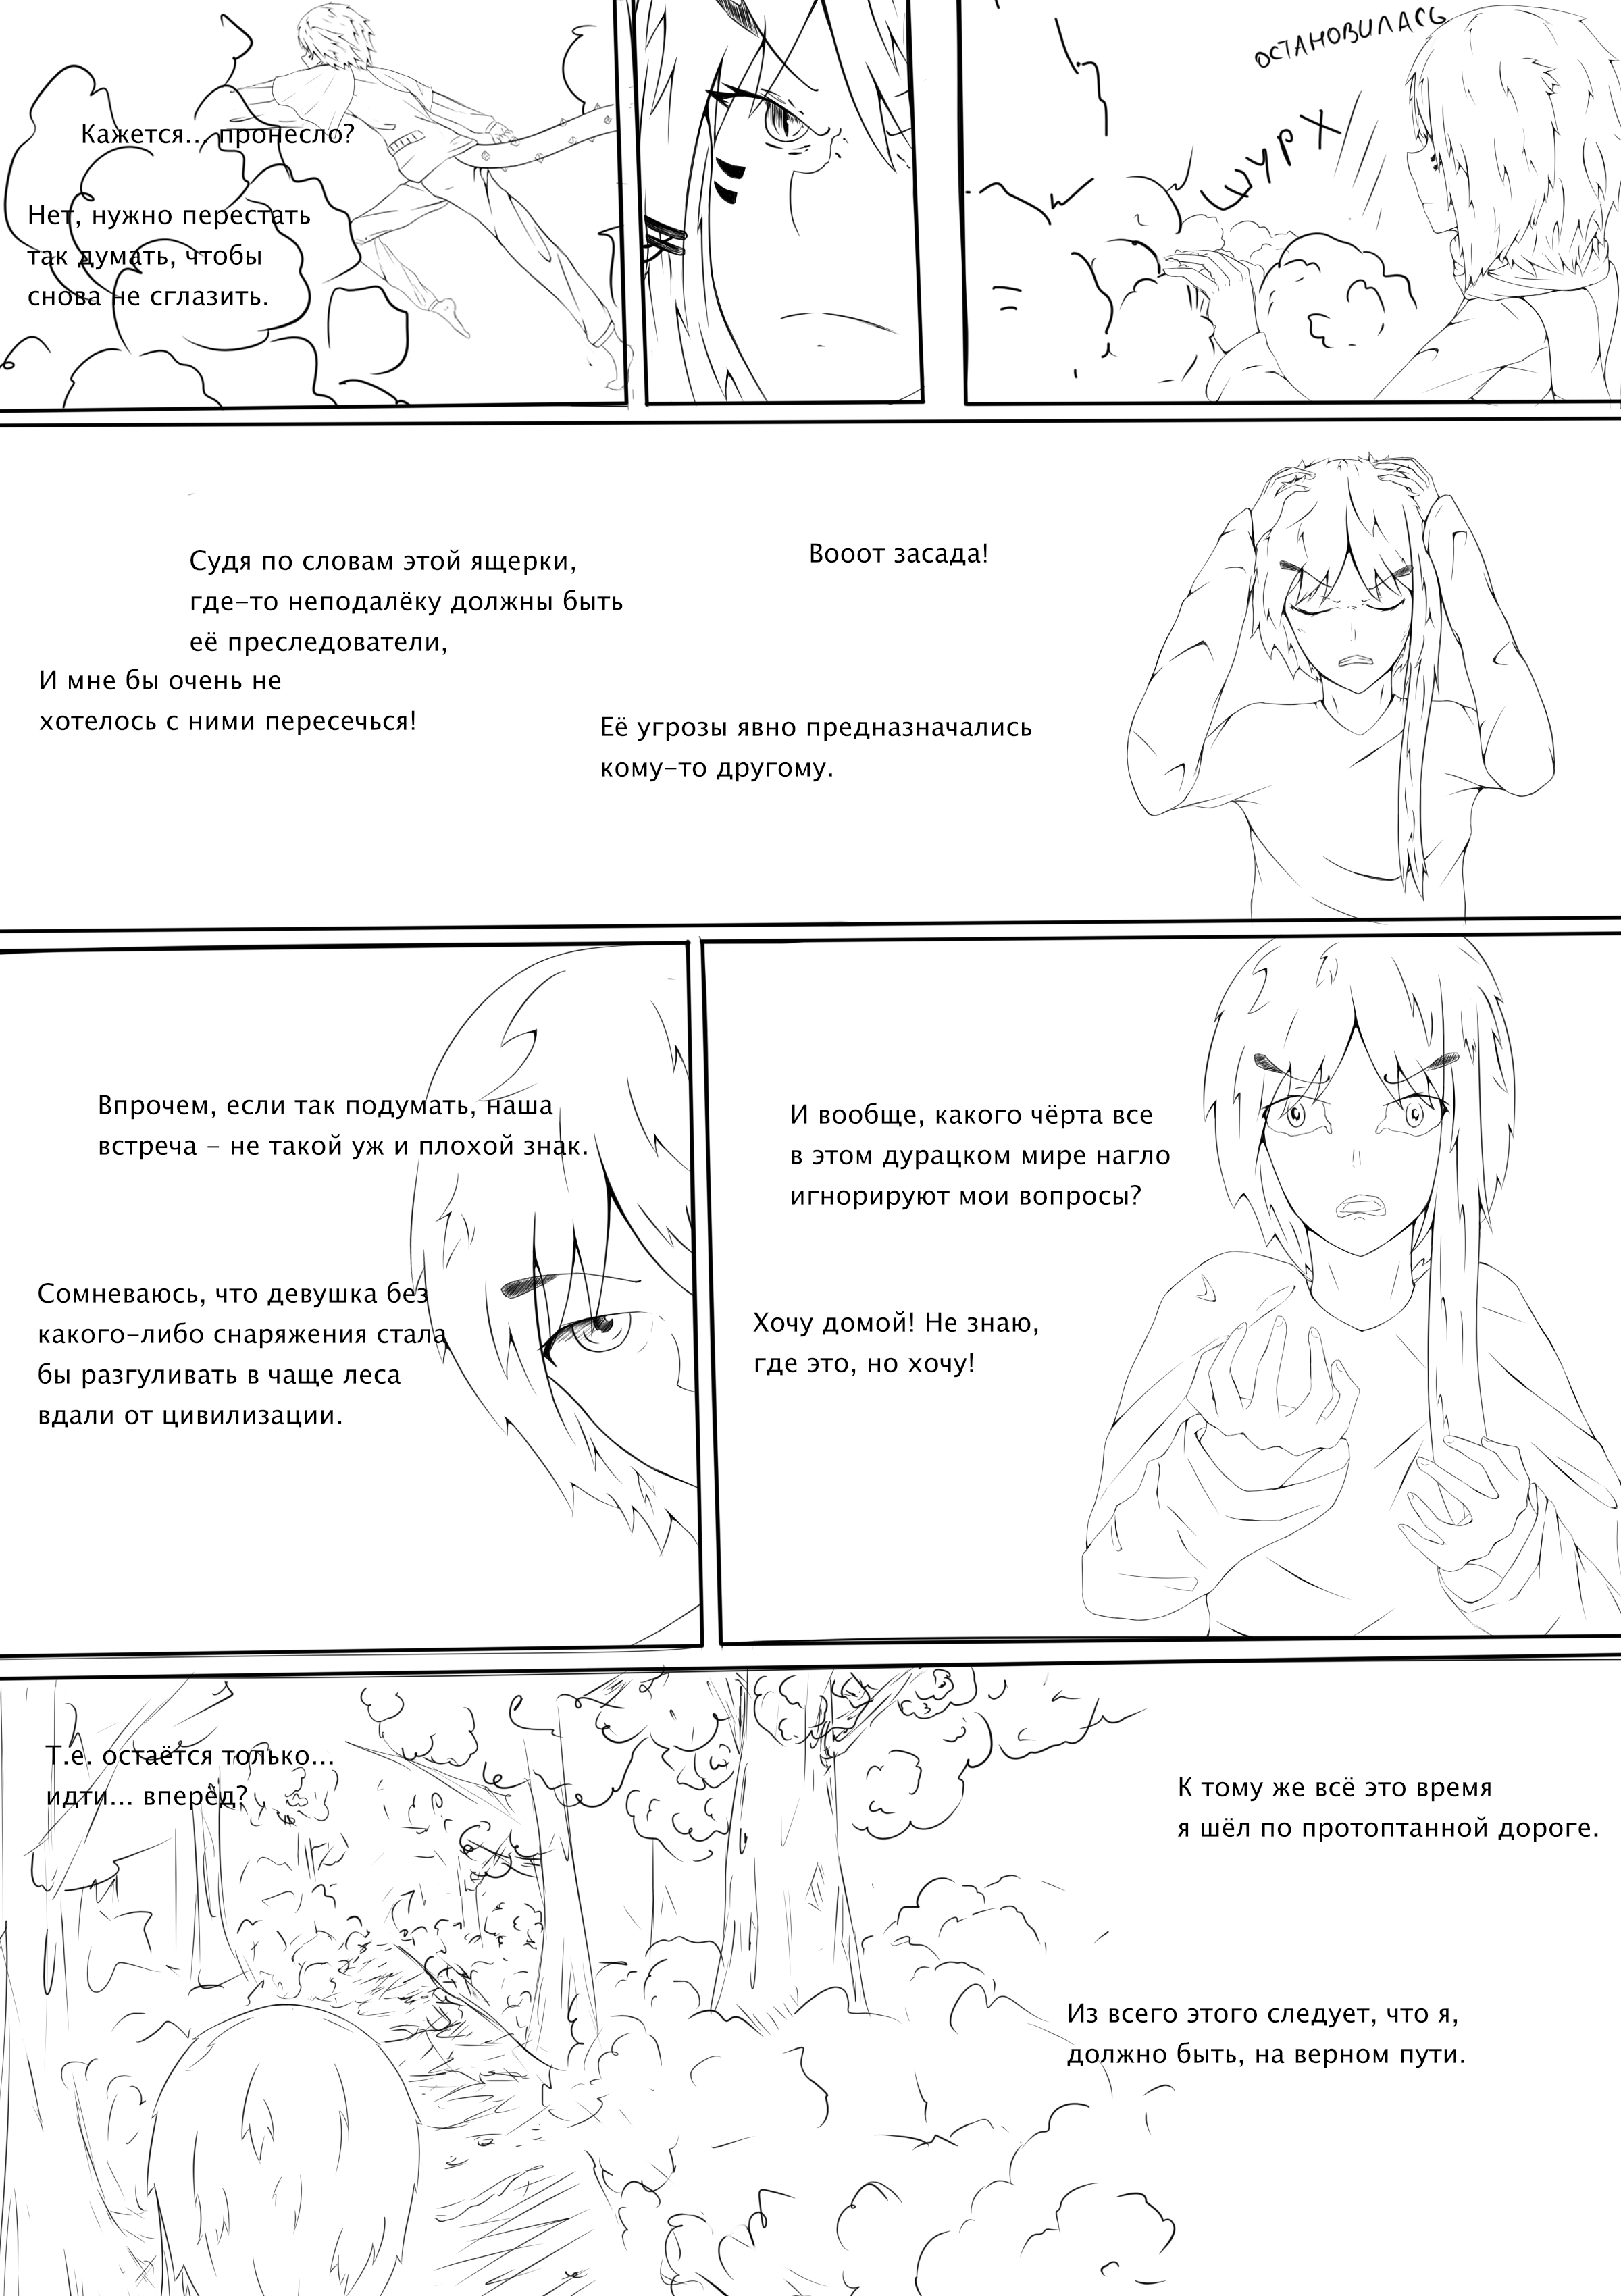 ОСТАНОВИЛАСЬ
ШУРХ
Кажется... пронесло?
Нет, нужно перестать
так думать, чтобы
снова не сглазить.
Вооот засада!
Её угрозы явно предназначались
кому-то другому.
Судя по словам этой ящерки,
где-то неподалёку должны быть
её преследователи,
И мне бы очень не
хотелось с ними пересечься!
И вообще, какого чёрта все
в этом дурацком мире нагло
игнорируют мои вопросы?
Хочу домой! Не знаю,
где это, но хочу!
Впрочем, если так подумать, наша
встреча - не такой уж и плохой знак.
Сомневаюсь, что девушка без
какого-либо снаряжения стала
бы разгуливать в чаще леса
вдали от цивилизации.
К тому же всё это время
я шёл по протоптанной дороге.
Из всего этого следует, что я,
должно быть, на верном пути.
Т.е. остаётся только...
идти... вперёд?